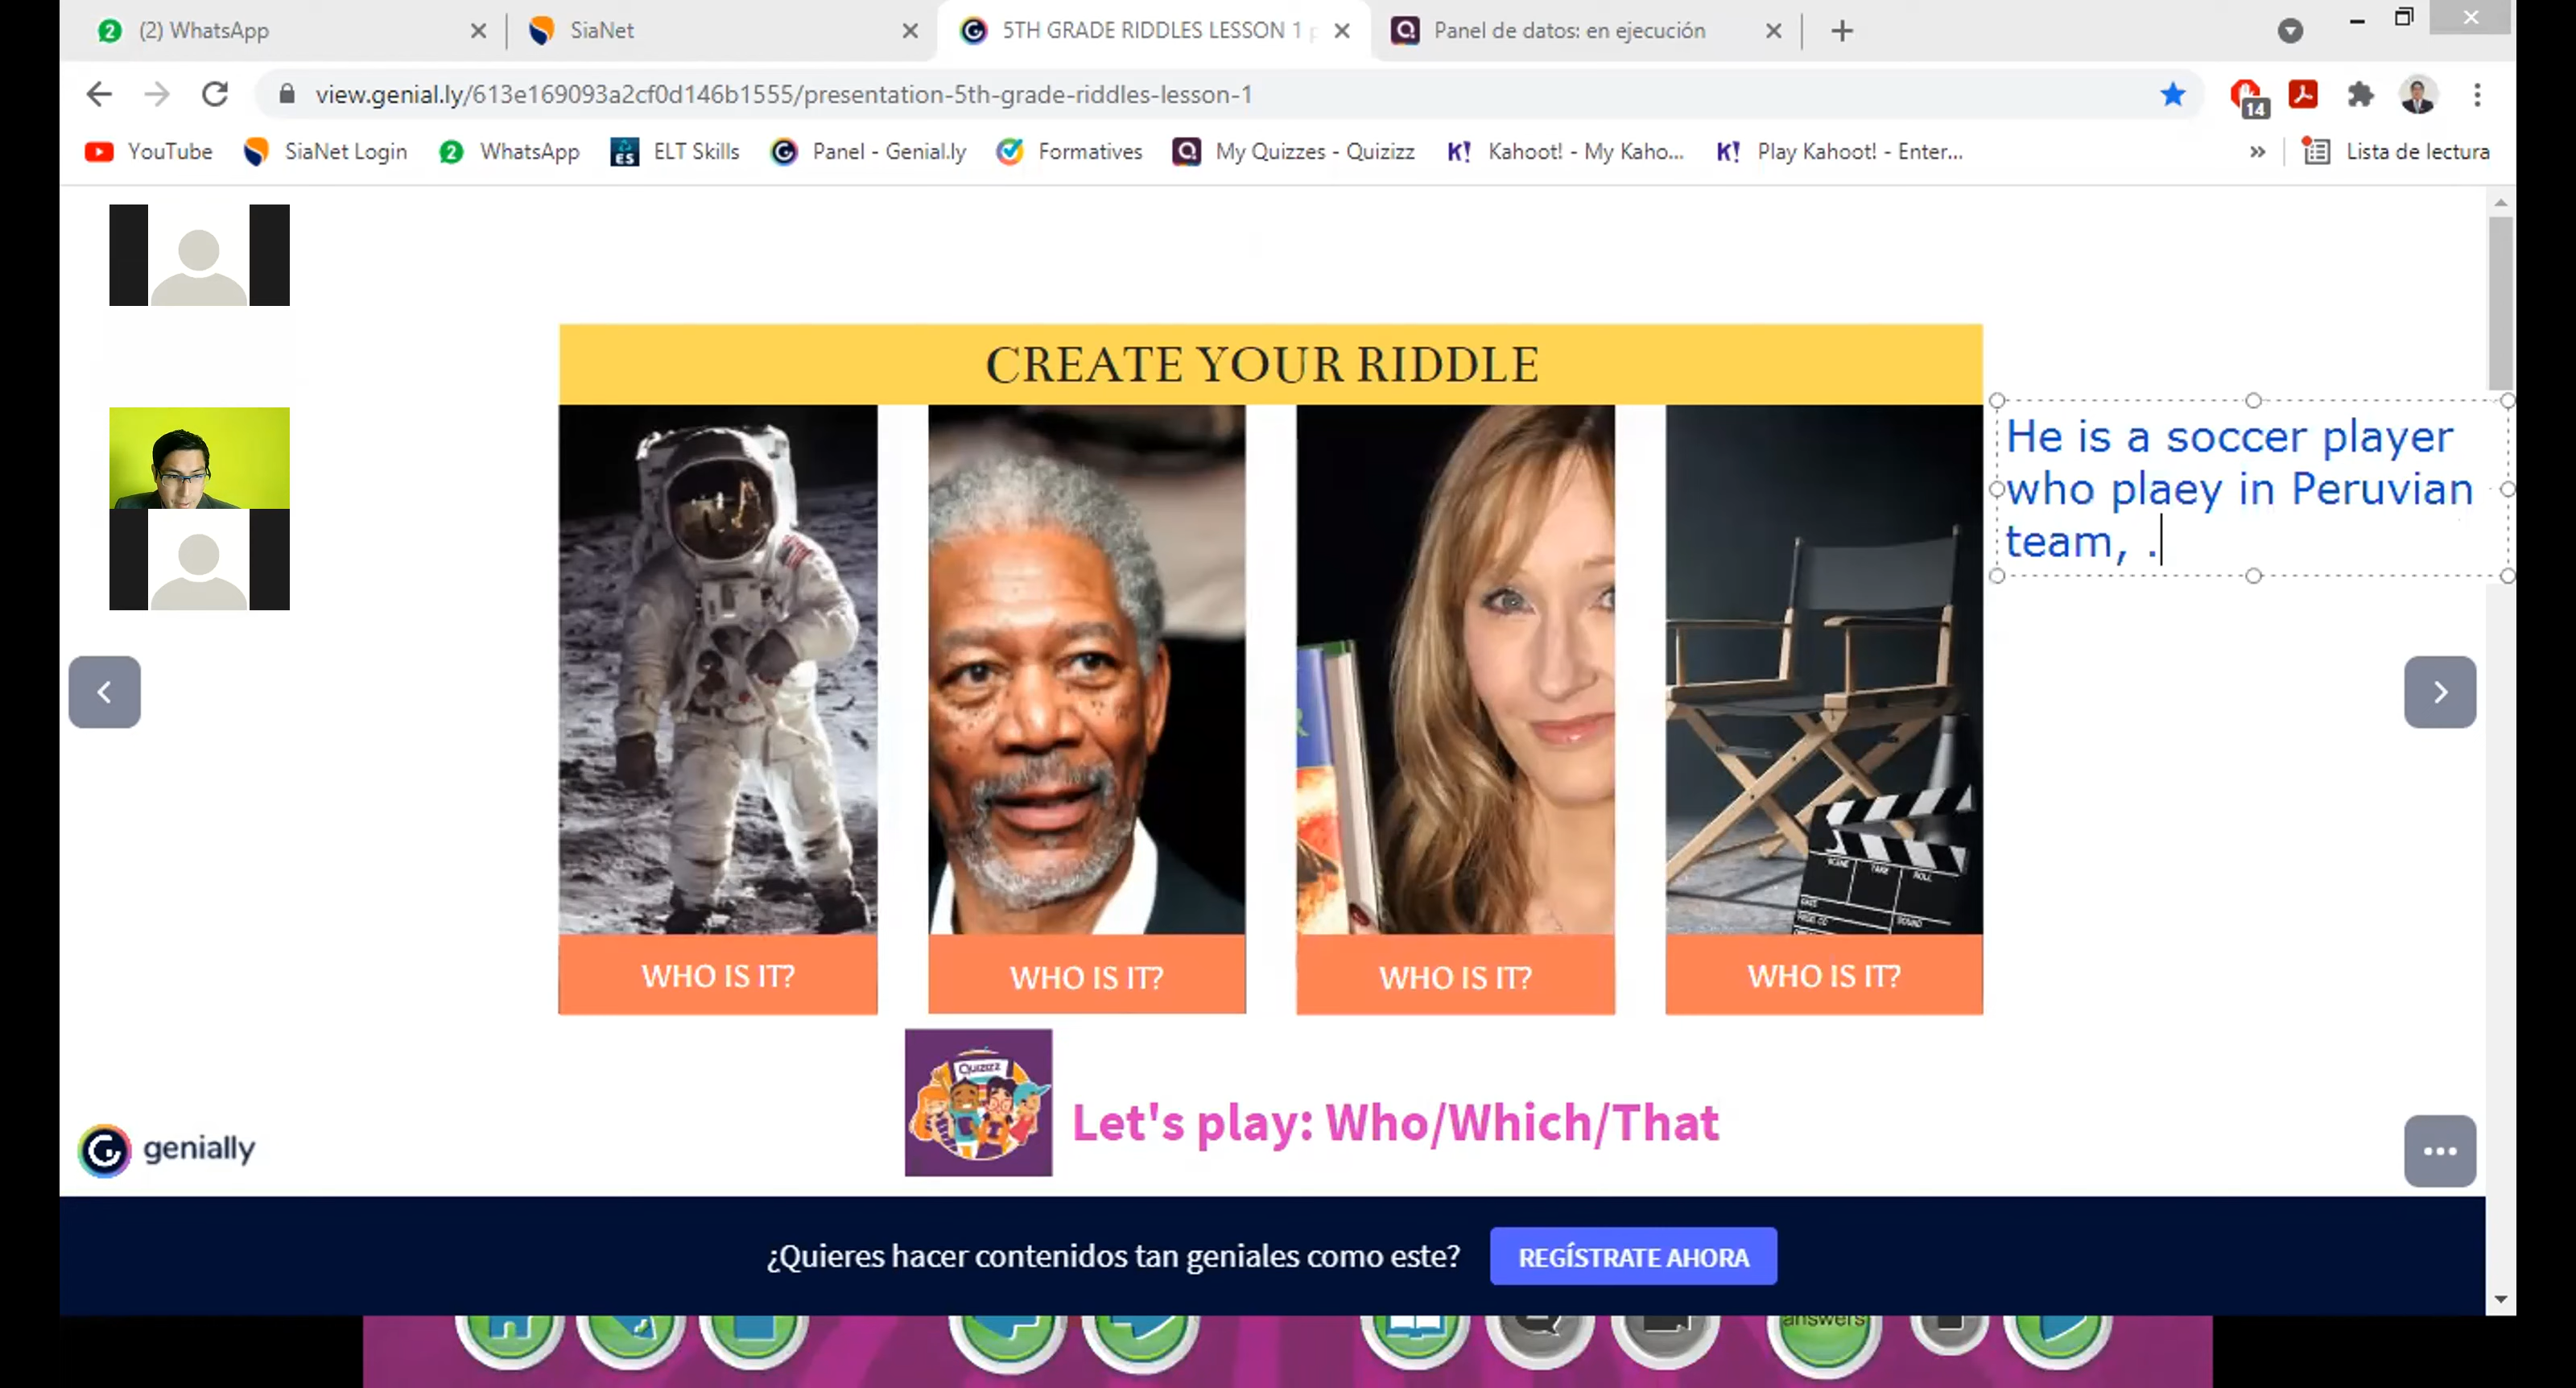 (2) WhatsApp
SiaNet
5TH GRADE RIDDLES LESSON 1
Panel de datos: en ejecución
view.genial.ly/613e169093a2cf0d146b1555/presentation-5th-grade-riddles-lesson-1
14
YouTube
SiaNet Login
WhatsApp
ELT Skills
Panel - Genial.ly
Formatives
My Quizzes - Quizizz
Kahoot! - My Kaho...
Play Kahoot! - Enter...
Lista de lectura
CREATE YOUR RIDDLE
He is a soccer player
who plaey in Peruvian
team, .
WHO IS IT?
WHO IS IT?
WHO IS IT?
WHO IS IT?
Quizizz
Let's play: Who/Which/That
genially
¿Quieres hacer contenidos tan geniales como este?
REGÍSTRATE AHORA
answers